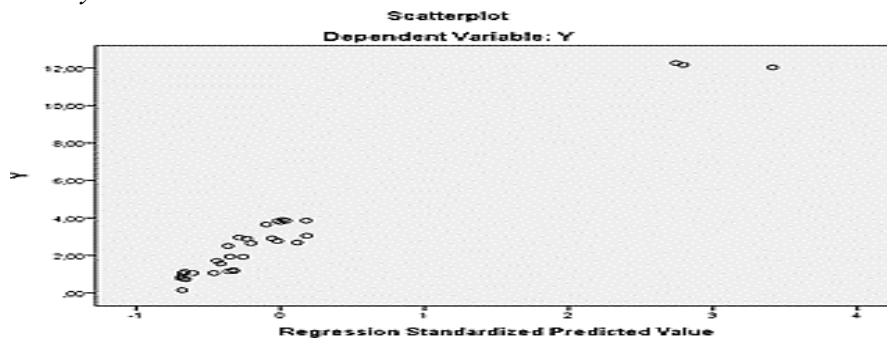 Scatterplot
Dependent Variable: Y
12,00
10,00
8,00
6,00
4,00
2,00
,00
Y
-1 0 1 2 3 4
Regression Standardized Predicted Value